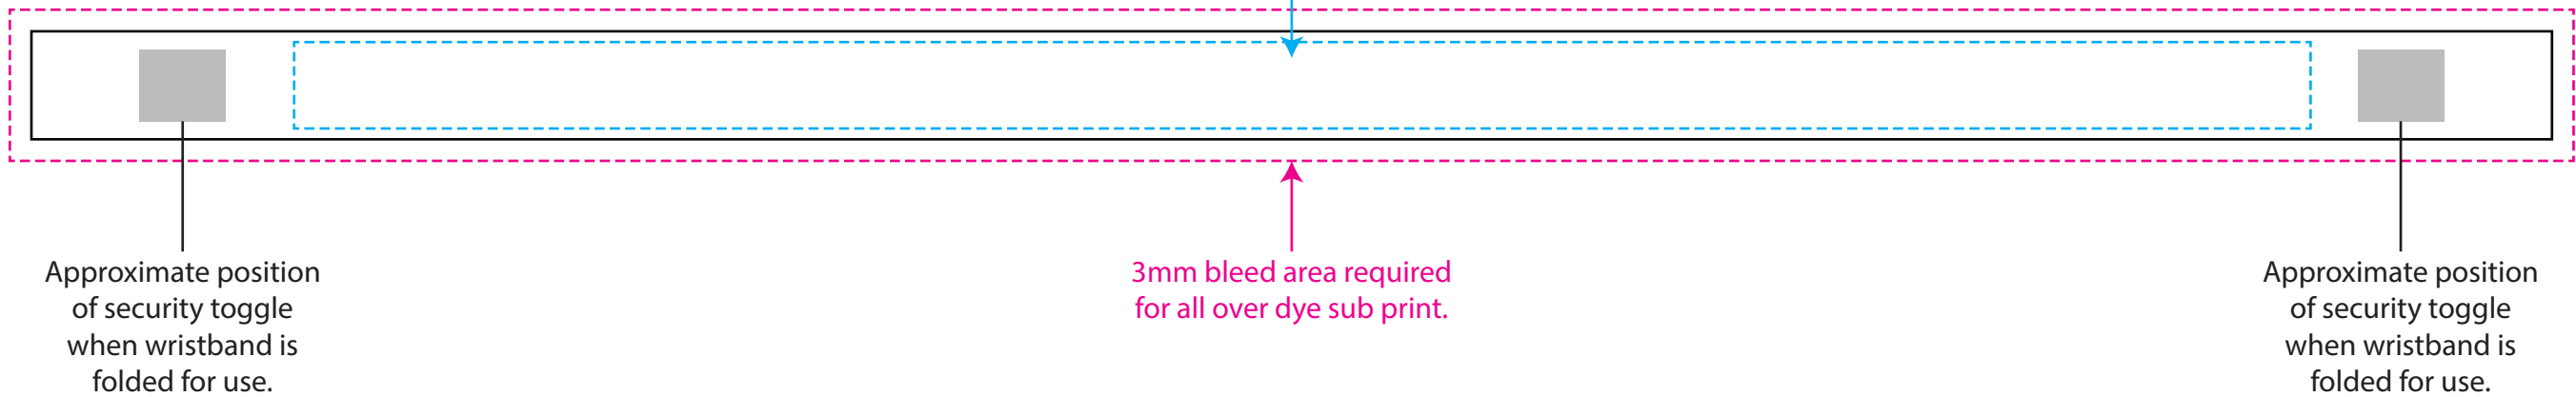 Approximate position
of security toggle
when wristband is
folded for use.
3mm bleed area required
for all over dye sub print.
Approximate position
of security toggle
when wristband is
folded for use.